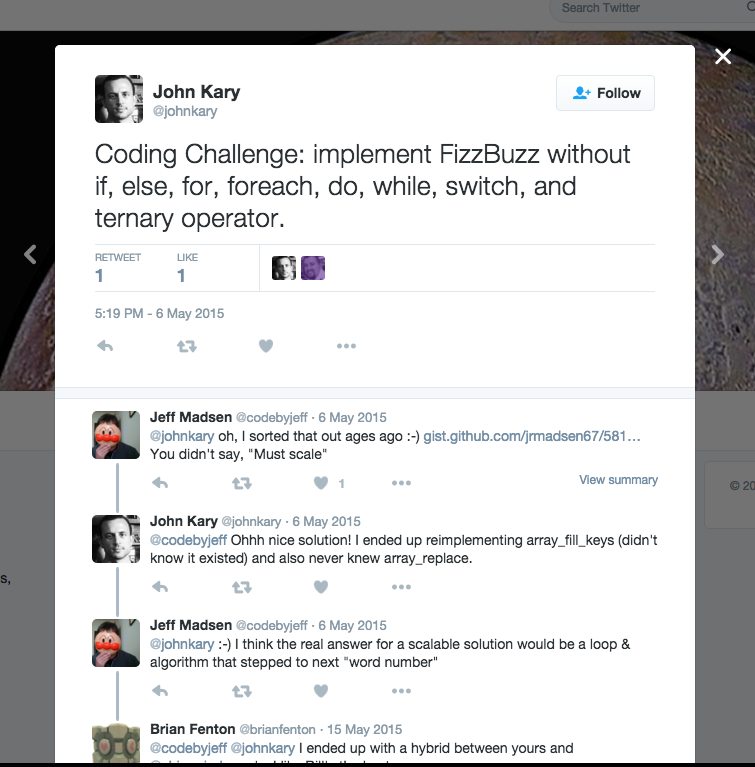 Search Twitter
John Kary
@johnkary
Follow
Coding Challenge: implement FizzBuzz without
if, else, for, foreach, do, while, switch, and
ternary operator.
RETWEET LIKE
1 1
5:19 PM - 6 May 2015
Jeff Madsen @codebyjeff · 6 May 2015
@johnkary oh, I sorted that out ages ago :-) gist.github.com/jrmadsen67/581…
You didn't say, "Must scale"
1
View summary
© 20
John Kary @johnkary · 6 May 2015
@codebyjeff Ohhh nice solution! I ended up reimplementing array_fill_keys (didn't
know it existed) and also never knew array_replace.
s,
Jeff Madsen @codebyjeff · 6 May 2015
@johnkary :-) I think the real answer for a scalable solution would be a loop &
algorithm that stepped to next "word number"
Brian Fenton @brianfenton · 15 May 2015
@codebyjeff @johnkary I ended up with a hybrid between yours and